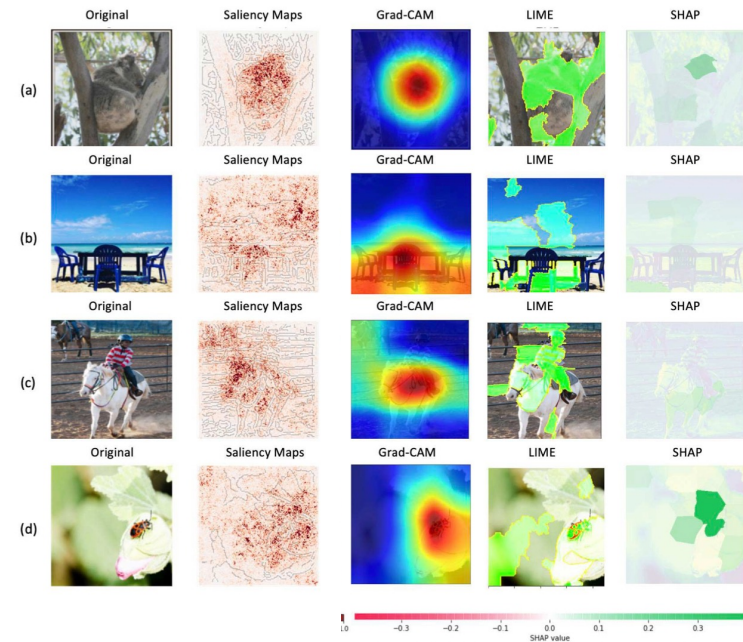 Original Saliency Maps Grad-CAM LIME SHAP
(a)
Original Saliency Maps Grad-CAM LIME SHAP
(b)
Original Saliency Maps Grad-CAM LIME SHAP
(c)
Original Saliency Maps Grad-CAM LIME SHAP
(d)
1.0 −0.3 −0.2 −0.1 0.0 0.1 0.2 0.3
SHAP value